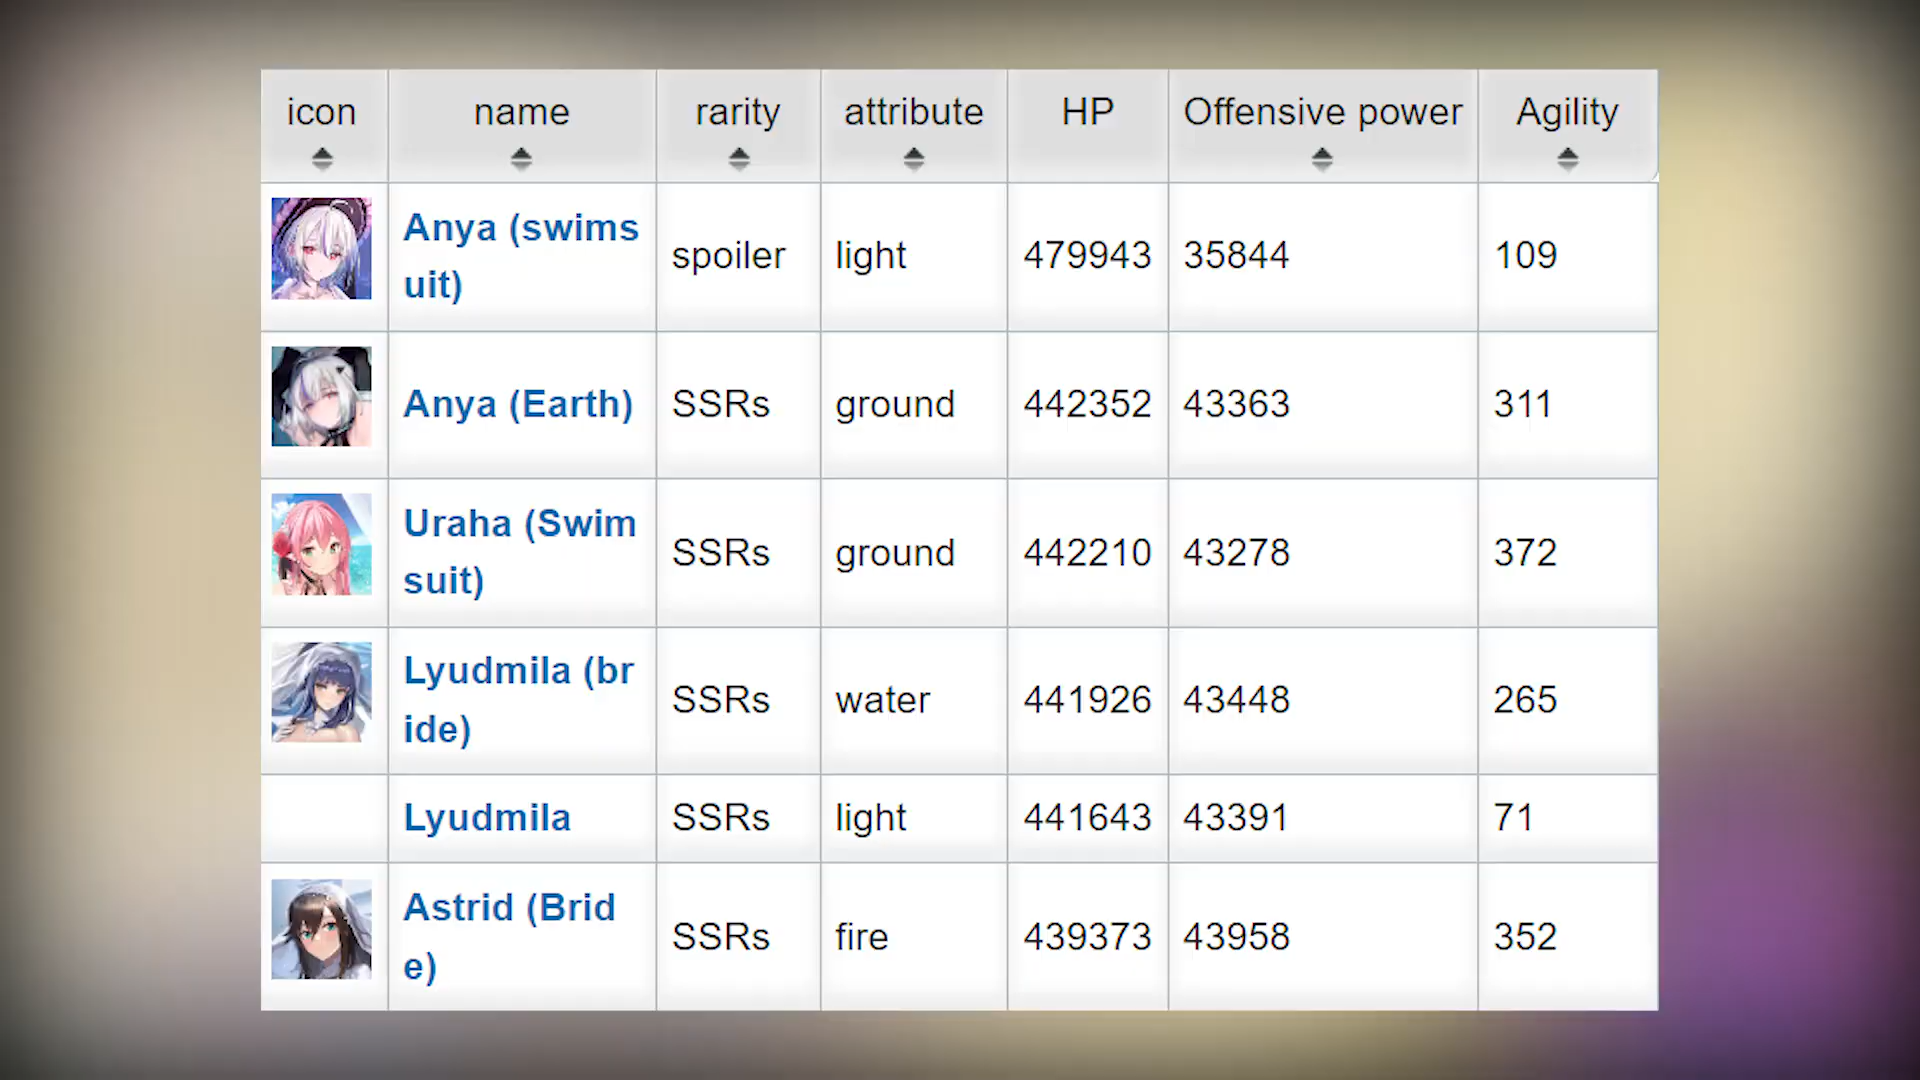 icon name rarity attribute HP Offensive power Agility
Anya (swims
uit) spoiler light 479943 35844 109
Anya (Earth) SSRs ground 442352 43363 311
Uraha (Swim
suit) SSRs ground 442210 43278 372
Lyudmila (br
ide) SSRs water 441926 43448 265
Lyudmila SSRs light 441643 43391 71
Astrid (Brid
e) SSRs fire 439373 43958 352